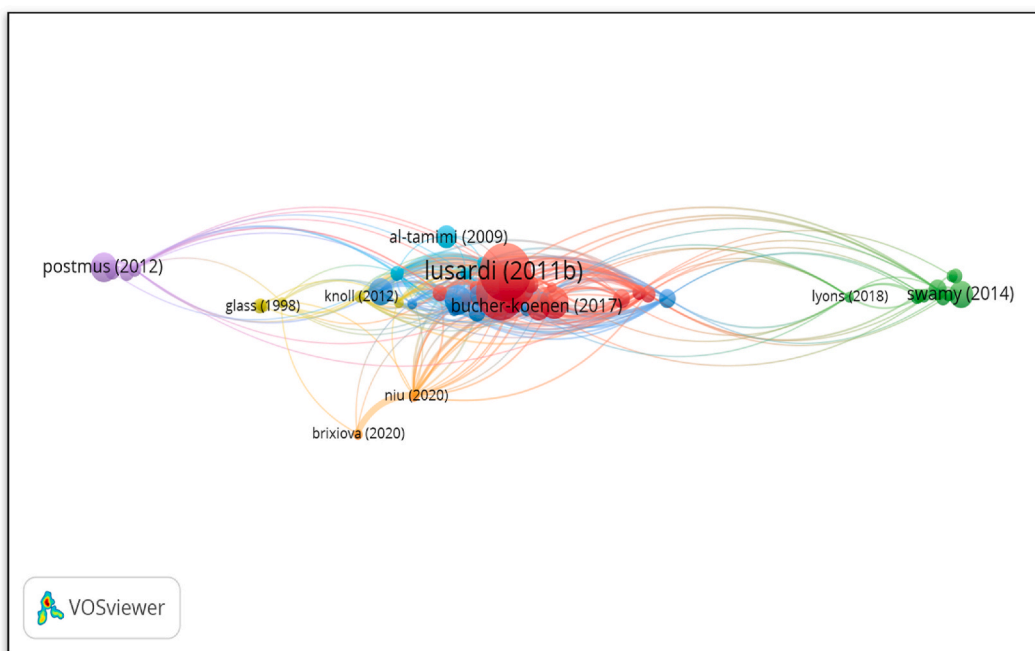 al-tamimi (2009)
postmus (2012)
lusardi (2011b)
glass (1998)
knoll (2012)
bucher-koenen (2017)
lyons (2018)
swamy (2014)
niu (2020)
brixiova (2020)
VOSviewer